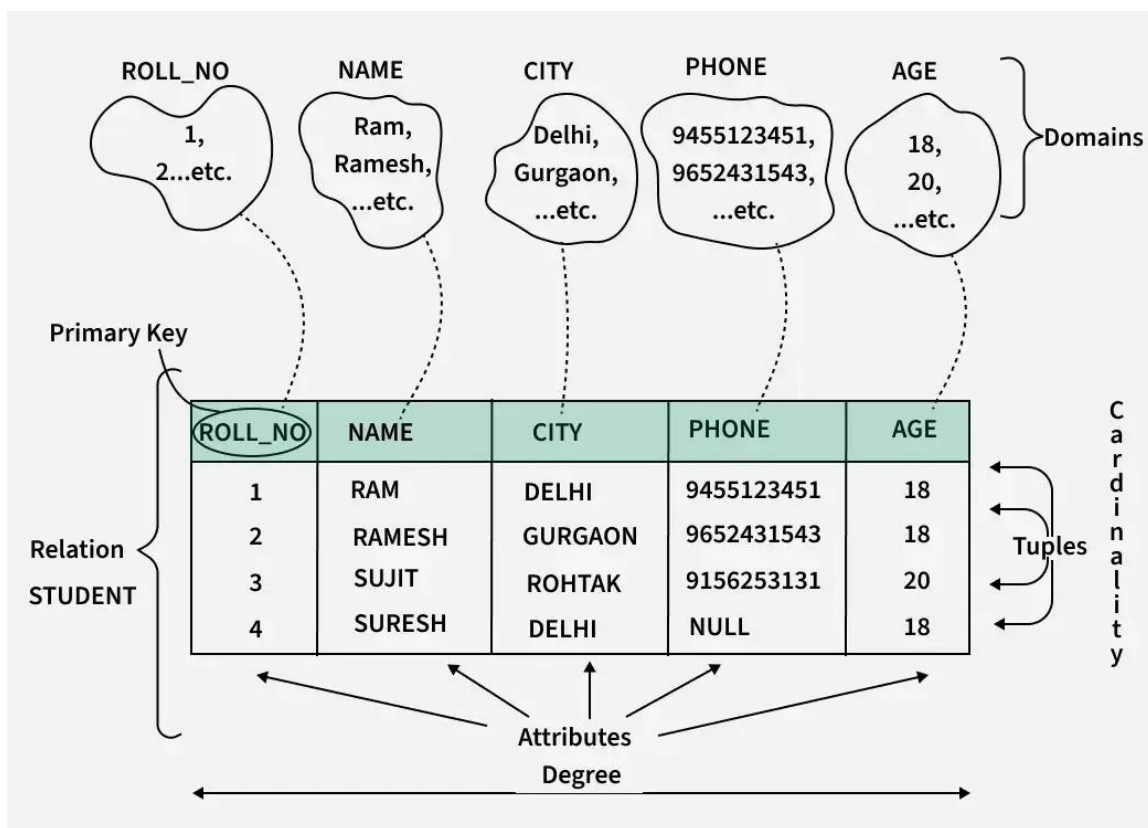 ROLL_NO NAME CITY PHONE AGE
1,
2...etc.
Ram,
Ramesh,
...etc.
Delhi,
Gurgaon,
...etc.
9455123451,
9652431543,
...etc.
18,
20,
...etc.
Domains
Primary Key
ROLL_NO NAME CITY PHONE AGE
1 RAM DELHI 9455123451 18
2 RAMESH GURGAON 9652431543 18
3 SUJIT ROHTAK 9156253131 20
4 SURESH DELHI NULL 18
Relation
STUDENT
Tuples
Cardinality
Attributes
Degree